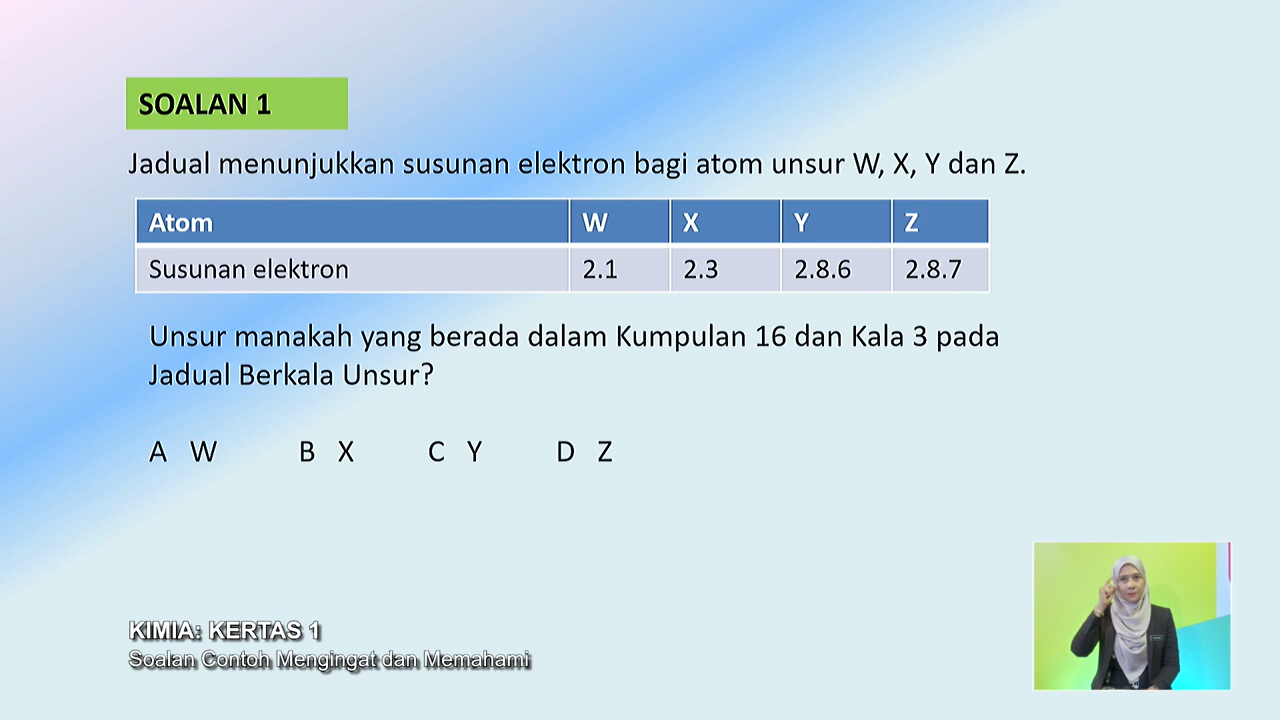 SOALAN 1
Jadual menunjukkan susunan elektron bagi atom unsur W, X, Y dan Z.
Atom W X Y Z
Susunan elektron 2.1 2.3 2.8.6 2.8.7
Unsur manakah yang berada dalam Kumpulan 16 dan Kala 3 pada
Jadual Berkala Unsur?
A W B X C Y D Z
KIMIA: KERTAS 1
Soalan Contoh Mengingat dan Memahami